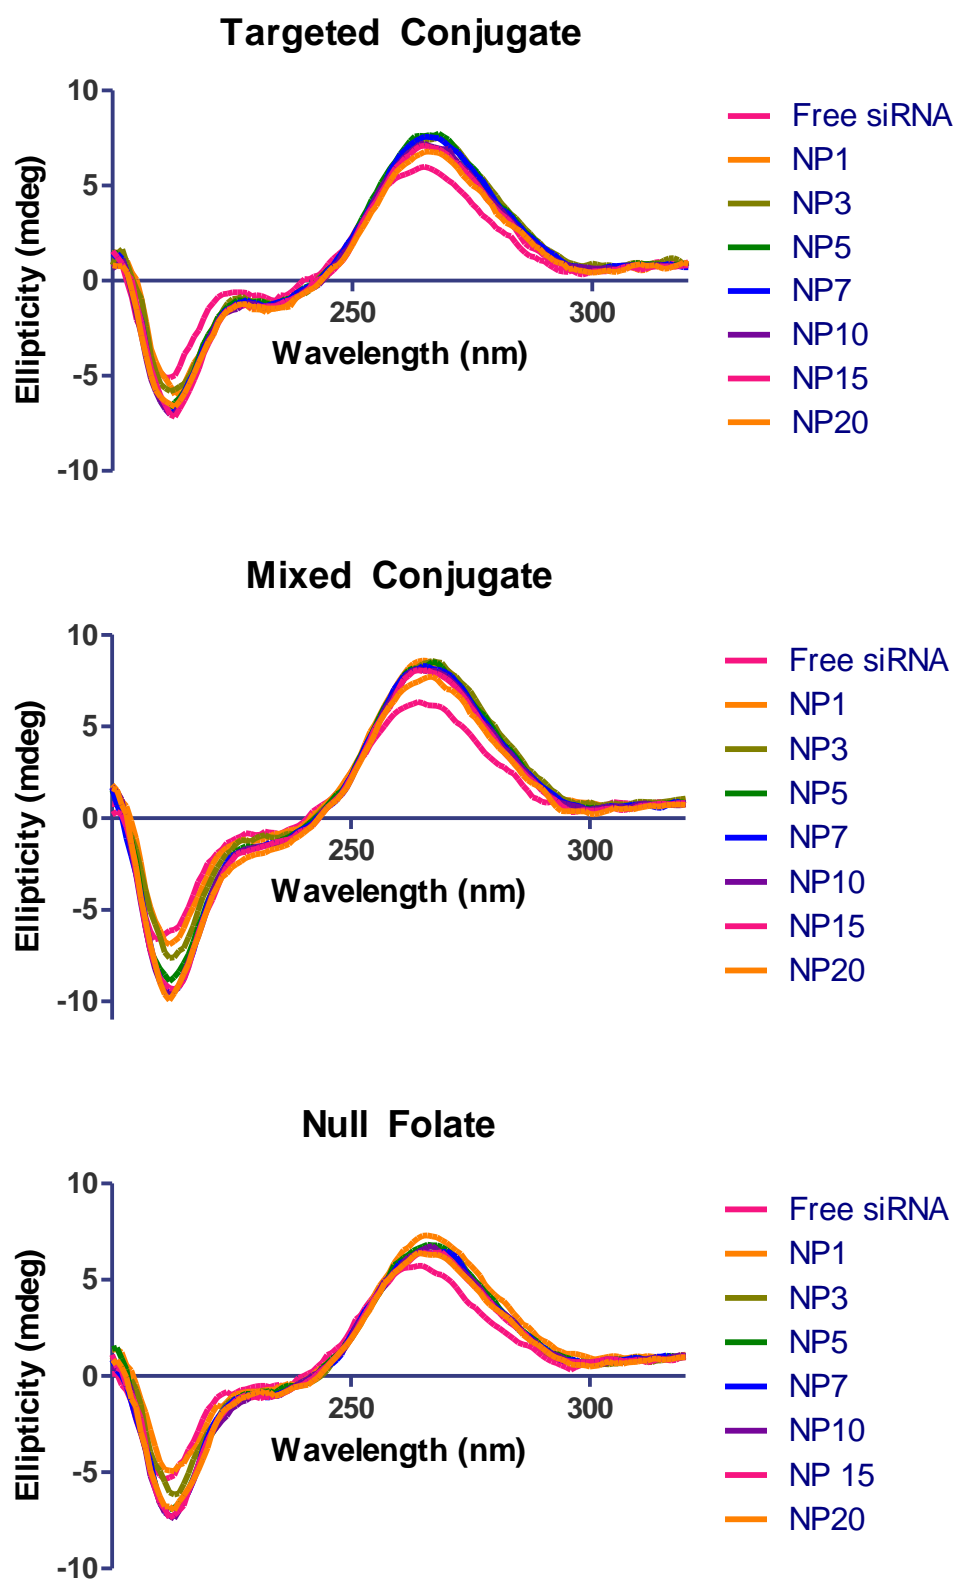 Targeted Conjugate
10
5
0
-5
-10
Ellipticity (mdeg)
250
300
Wavelength (nm)
Free siRNA
NP1
NP3
NP5
NP7
NP10
NP15
NP20
Mixed Conjugate
10
5
0
-5
-10
Ellipticity (mdeg)
250
300
Wavelength (nm)
Free siRNA
NP1
NP3
NP5
NP7
NP10
NP15
NP20
Null Folate
10
5
0
-5
-10
Ellipticity (mdeg)
250
300
Wavelength (nm)
Free siRNA
NP1
NP3
NP5
NP7
NP10
NP 15
NP20